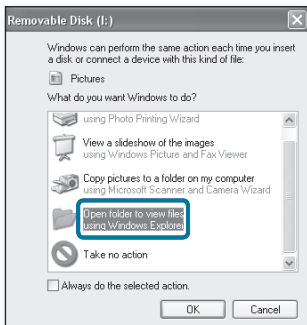 Removable Disk (I:)
Windows can perform the same action each time you insert
a disk or connect a device with this kind of file:
Pictures
What do you want Windows to do?
using Photo Printing Wizard
View a slideshow of the images
using Windows Picture and Fax Viewer
Copy pictures to a folder on my computer
using Microsoft Scanner and Camera Wizard
Open folder to view files
using Windows Explorer
Take no action
Always do the selected action.
OK
Cancel